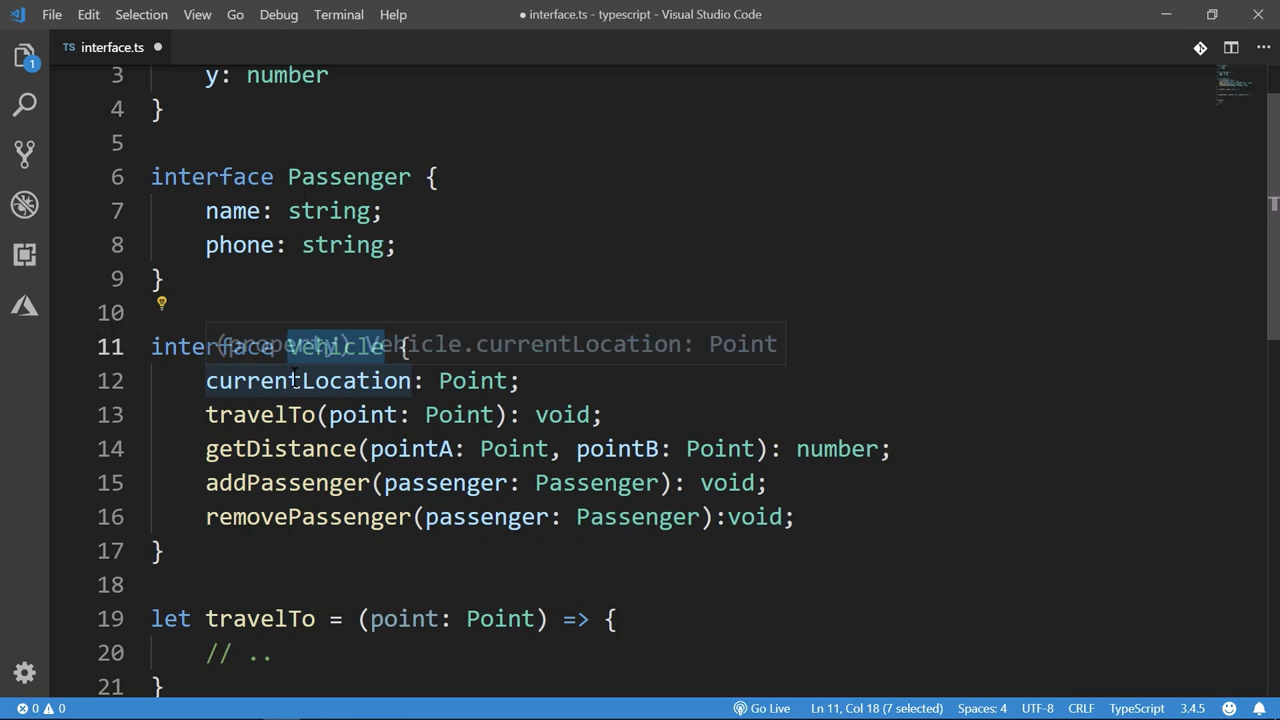 File Edit Selection View Go Debug Terminal Help
● interface.ts - typescript - Visual Studio Code
TS interface.ts
1
3 y: number
4 }
5
6 interface Passenger {
7 name: string;
8 phone: string;
9 }
10
(property) Vehicle.currentLocation: Point
11 interface Vehicle {
12 currentLocation: Point;
13 travelTo(point: Point): void;
14 getDistance(pointA: Point, pointB: Point): number;
15 addPassenger(passenger: Passenger): void;
16 removePassenger(passenger: Passenger):void;
17 }
18
19 let travelTo = (point: Point) => {
20 // ..
21 }
0 0 Go Live Ln 11, Col 18 (7 selected) Spaces: 4 UTF-8 CRLF TypeScript 3.4.5